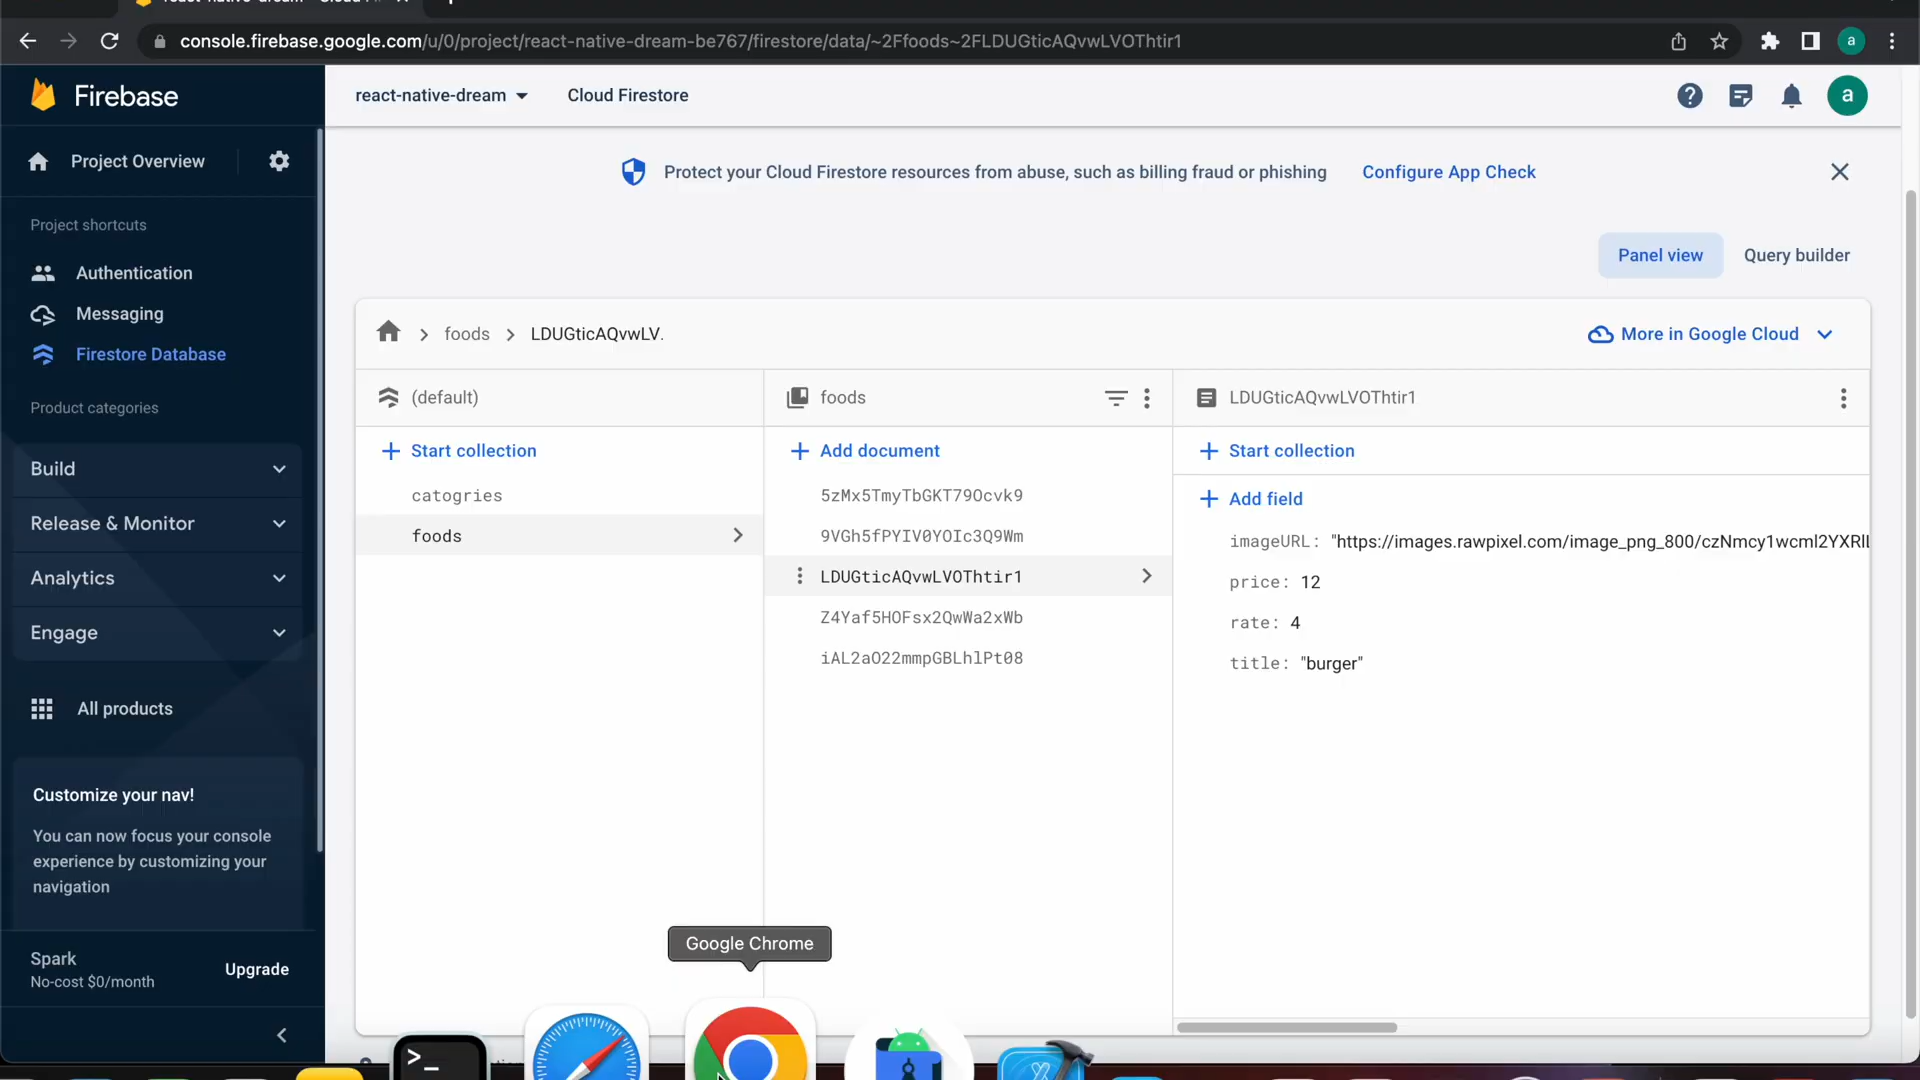 console.firebase.google.com/u/0/project/react-native-dream-be767/firestore/data/~2Ffoods~2FLDUGticAQvwLVOThtir1
a
Firebase
react-native-dream
Cloud Firestore
a
Project Overview
Protect your Cloud Firestore resources from abuse, such as billing fraud or phishing
Configure App Check
Project shortcuts
Panel view
Query builder
Authentication
Messaging
Firestore Database
foods
LDUGticAQvwLV.
More in Google Cloud
Product categories
(default)
foods
LDUGticAQvwLVOThtir1
Build
Start collection
Add document
Start collection
catogries
5zMx5TmyTbGKT79Ocvk9
Add field
Release & Monitor
foods
9VGh5fPYIV0YOIc3Q9Wm
imageURL: "https://images.rawpixel.com/image_png_800/czNmcy1wcml2YXRlL
Analytics
LDUGticAQvwLVOThtir1
price: 12
Engage
Z4Yaf5HOFsx2QwWa2xWb
rate: 4
iAL2aO22mmpGBLhlPt08
title: "burger"
All products
Customize your nav!
You can now focus your console
experience by customizing your
navigation
Google Chrome
Spark
No-cost $0/month
Upgrade